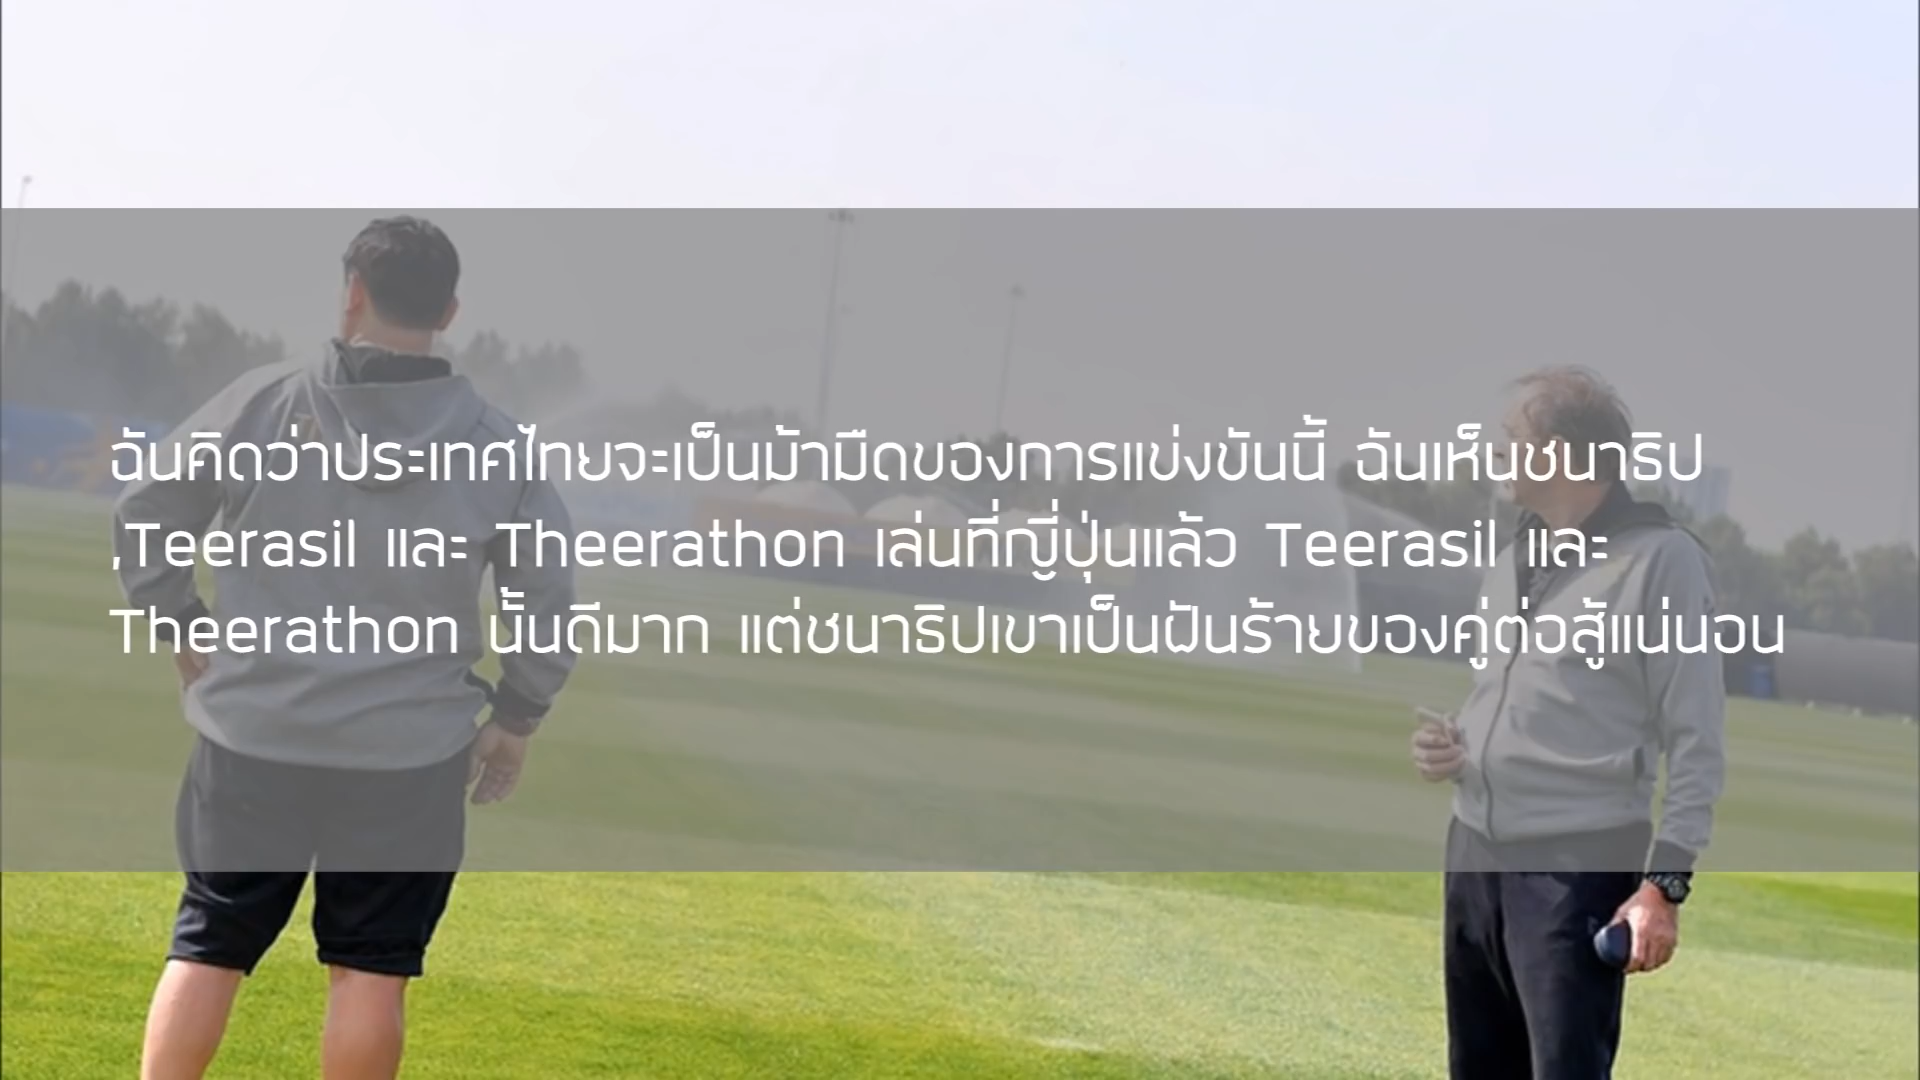 ฉันคิดว่าประเทศไทยจะเป็นม้ามืดของการแข่งขันนี้ ฉันเห็นชนาธิป
,Teerasil และ Theerathon เล่นที่ญี่ปุ่นแล้ว Teerasil และ
Theerathon นั้นดีมาก แต่ชนาธิปเขาเป็นฝันร้ายของคู่ต่อสู้แน่นอน